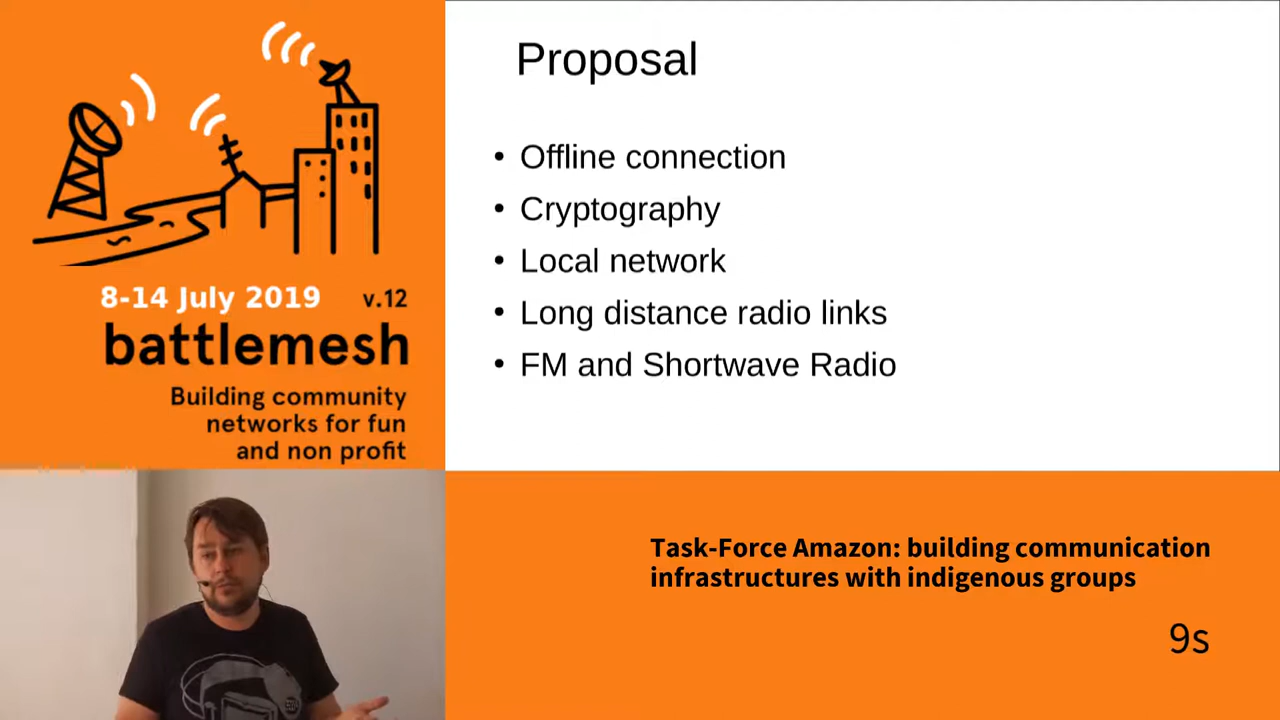 8-14 July 2019 v.12
battlemesh
Building community
networks for fun
and non profit
Proposal
• Offline connection
• Cryptography
• Local network
• Long distance radio links
• FM and Shortwave Radio
Task-Force Amazon: building communication
infrastructures with indigenous groups
9s